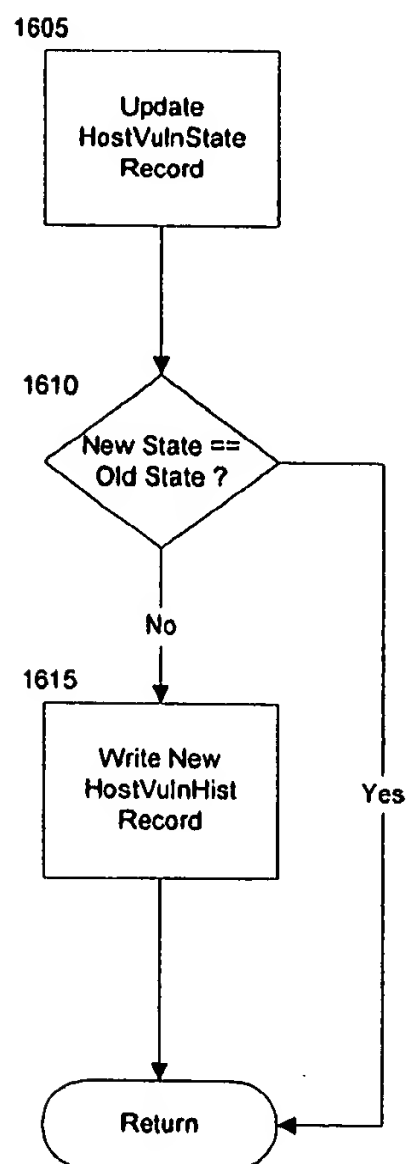 1605
Update
HostVulnState
Record
1610
New State ==
Old State ?
No
1615
Write New
HostVulnHist
Record
Yes
Return